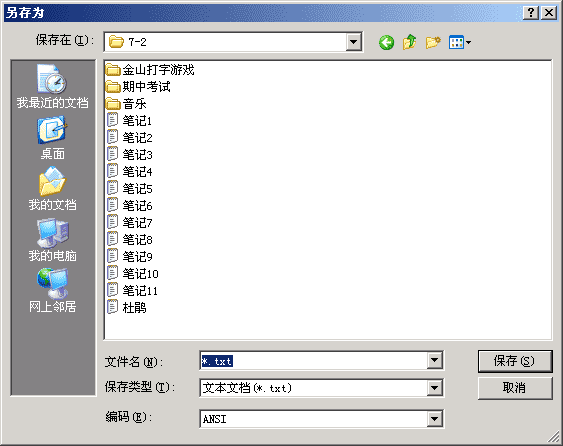 另存为
保存在(I):
7-2
我最近的文档
桌面
我的文档
我的电脑
网上邻居
金山打字游戏
期中考试
音乐
笔记1
笔记2
笔记3
笔记4
笔记5
笔记6
笔记7
笔记8
笔记9
笔记10
笔记11
杜鹃
文件名(N):
*.txt
保存(S)
保存类型(T):
文本文档(*.txt)
取消
编码(E):
ANSI